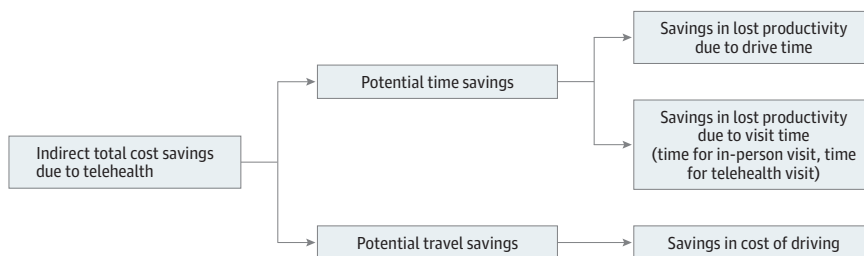 Indirect total cost savings
due to telehealth
Potential time savings
Savings in lost productivity
due to drive time
Savings in lost productivity
due to visit time
(time for in-person visit, time
for telehealth visit)
Potential travel savings
Savings in cost of driving